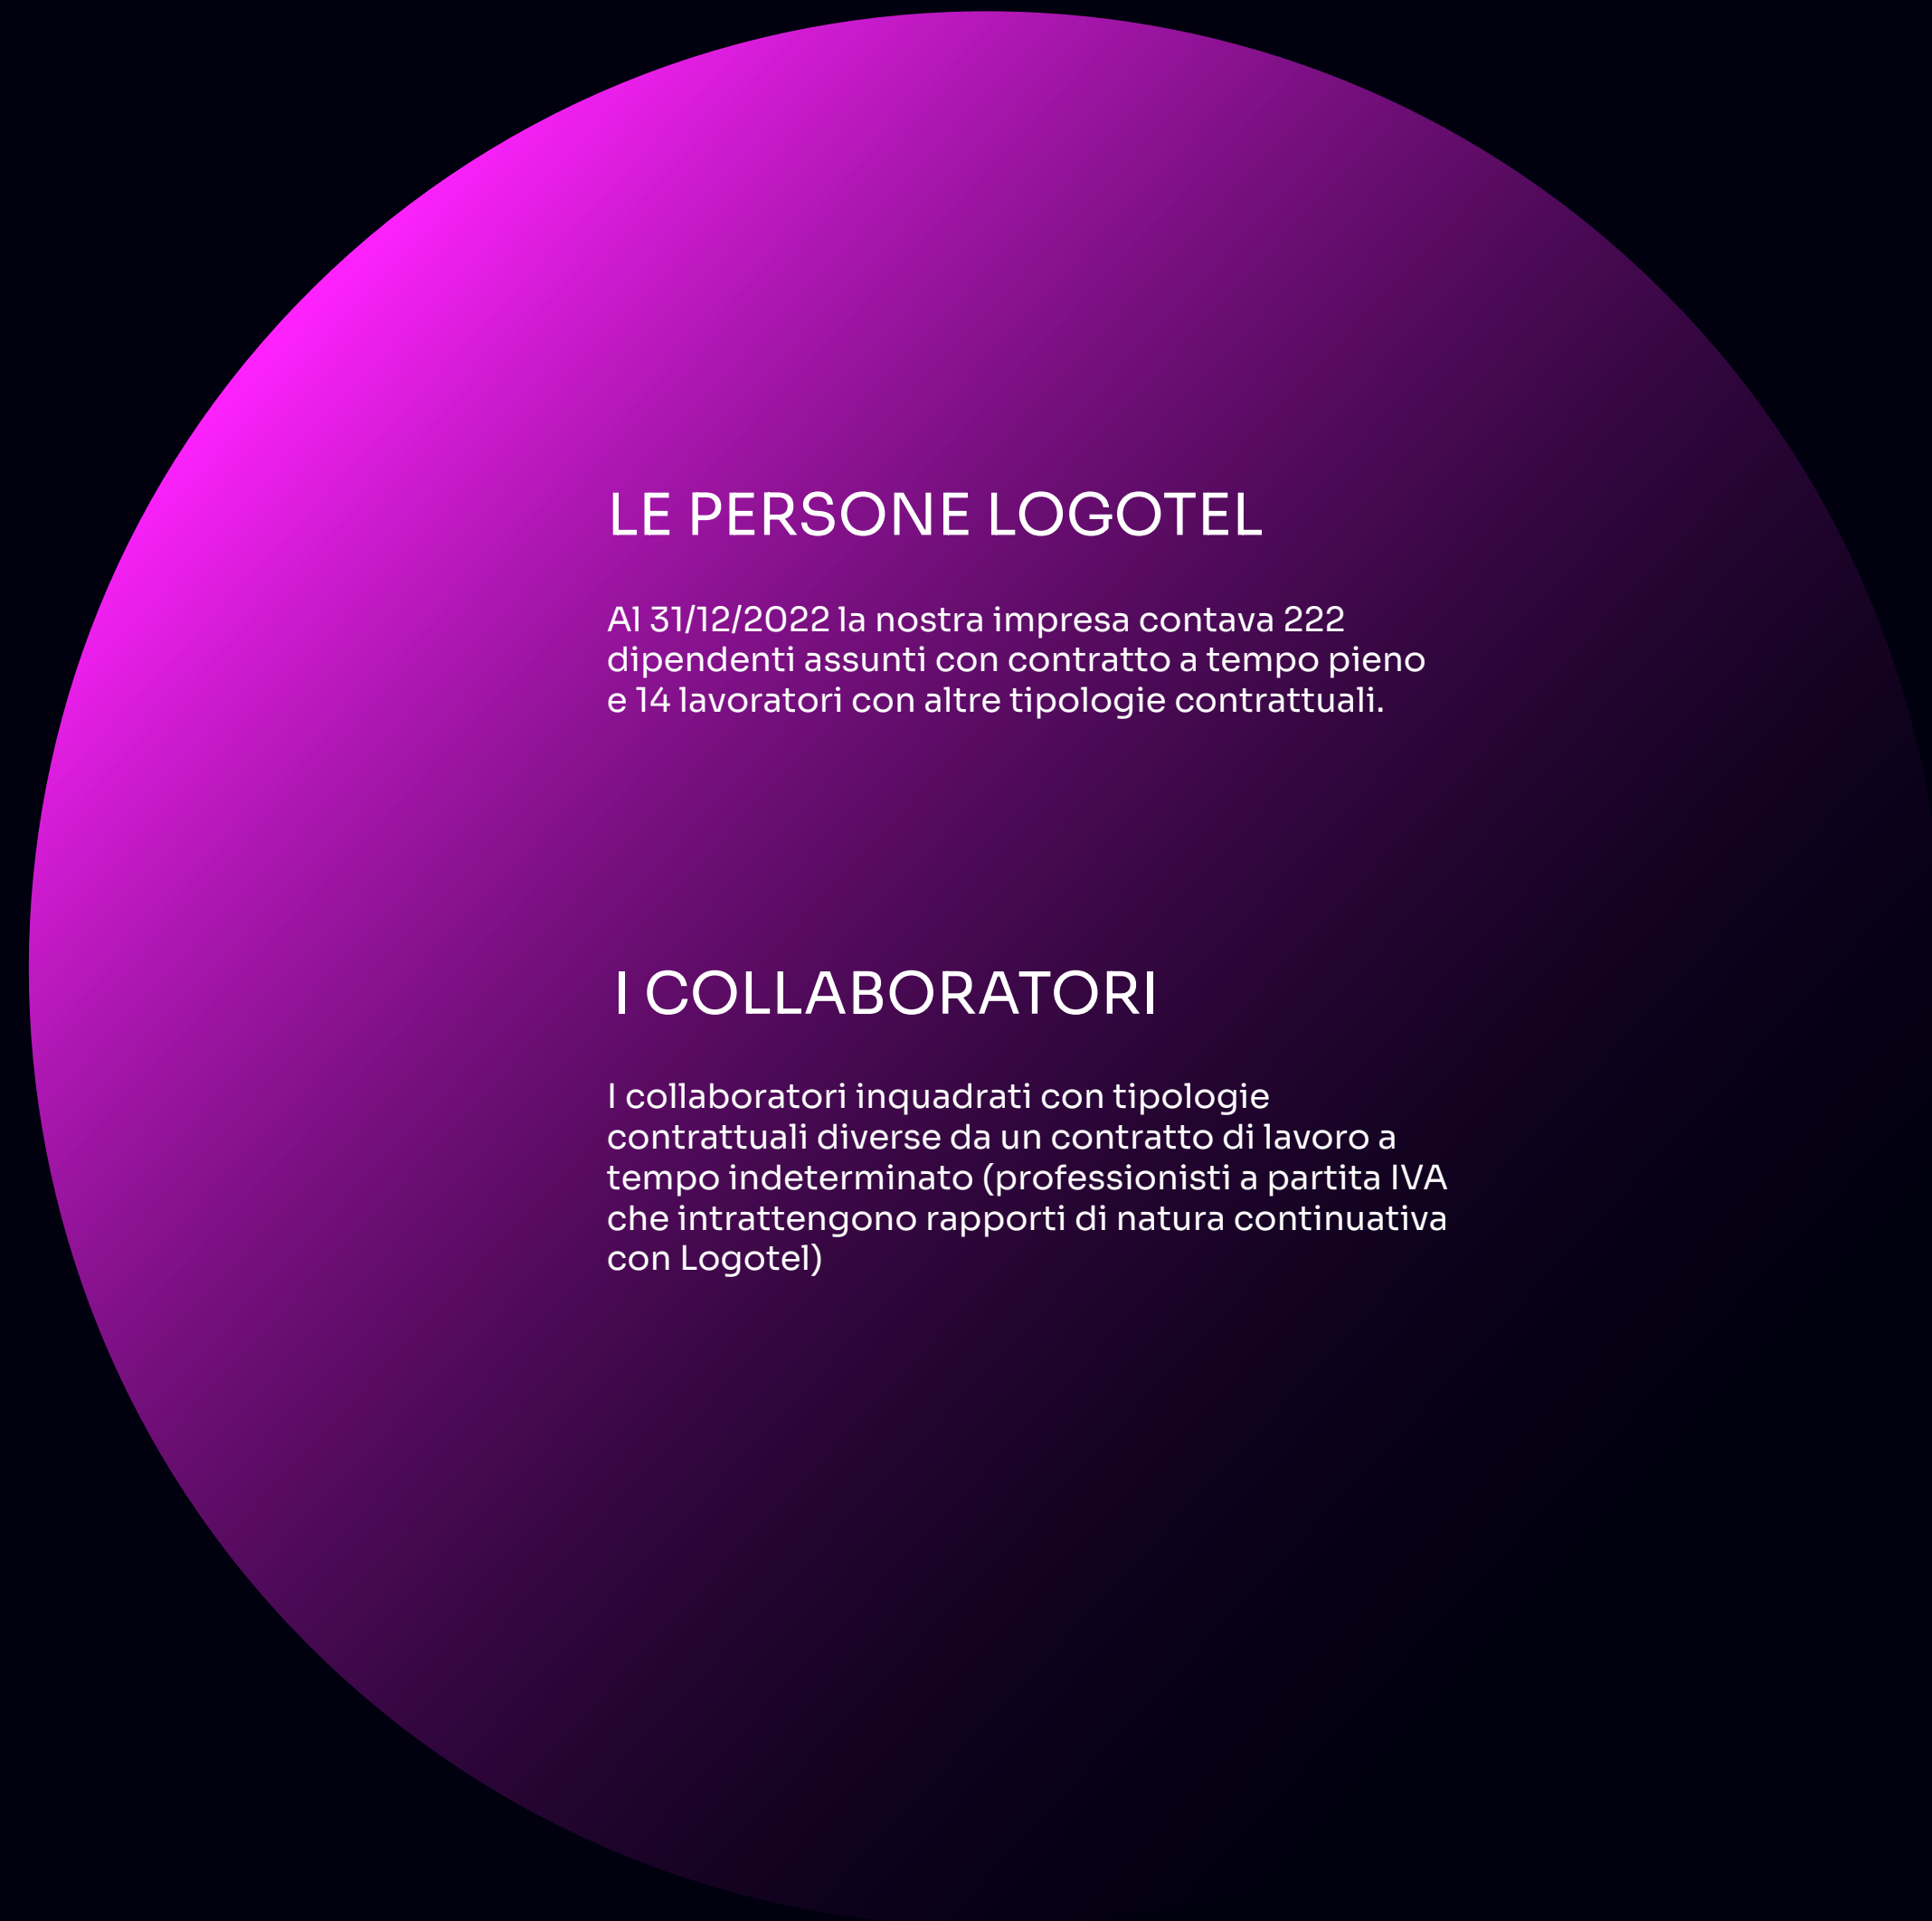 LE PERSONE LOGOTEL
Al 31/12/2022 la nostra impresa contava 222
dipendenti assunti con contratto a tempo pieno
e 14 lavoratori con altre tipologie contrattuali.
I COLLABORATORI
I collaboratori inquadrati con tipologie
contrattuali diverse da un contratto di lavoro a
tempo indeterminato (professionisti a partita IVA
che intrattengono rapporti di natura continuativa
con Logotel)